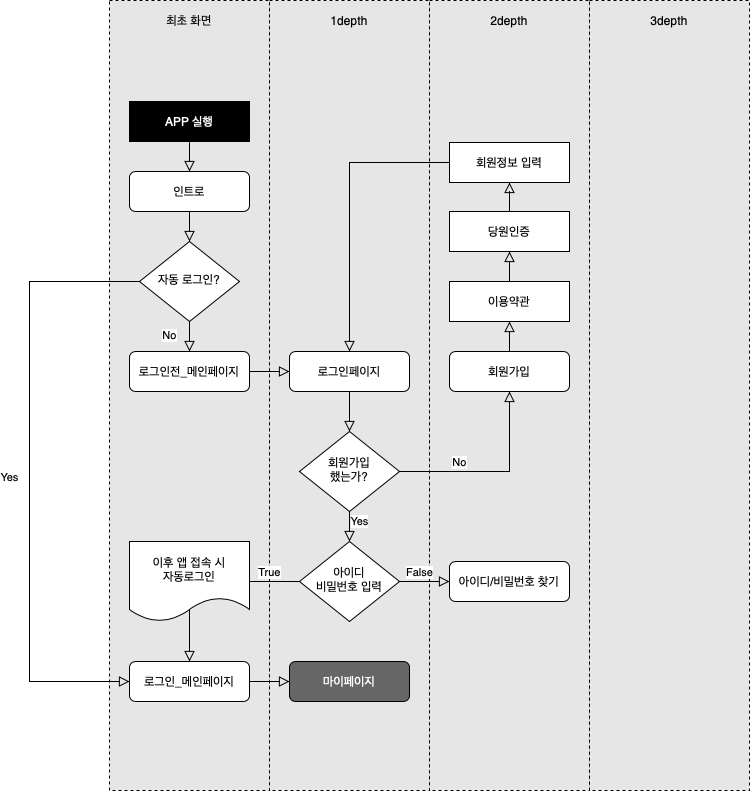 최초 화면
1depth
2depth
3depth
APP 실행
인트로
자동 로그인?
No
로그인전_메인페이지
로그인페이지
회원정보 입력
당원인증
이용약관
회원가입
회원가입
했는가?
No
Yes
Yes
아이디
비밀번호 입력
True
False
이후 앱 접속 시
자동로그인
아이디/비밀번호 찾기
로그인_메인페이지
마이페이지